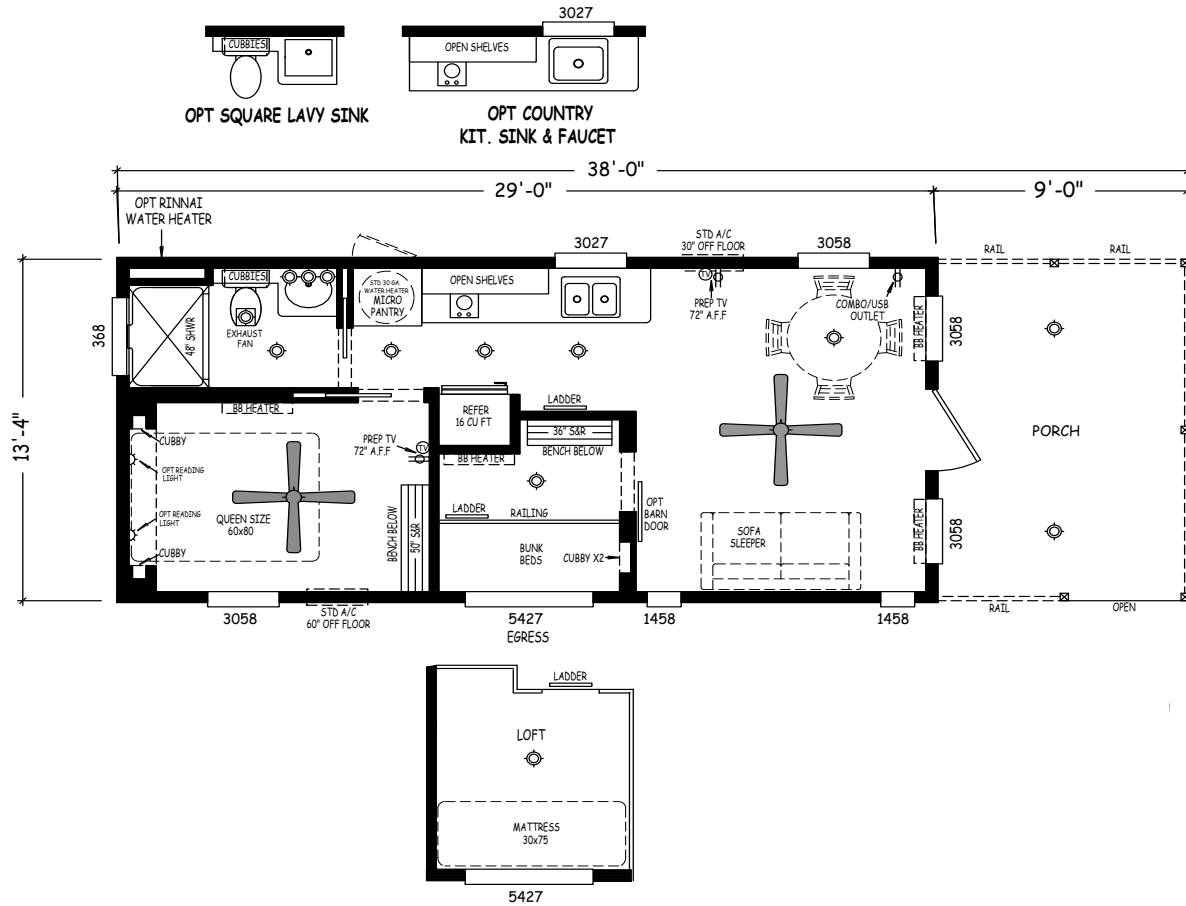 3027
CUBBIES
OPEN SHELVES
OPT SQUARE LAVY SINK
OPT COUNTRY
KIT. SINK & FAUCET
38'-0"
29'-0"
9'-0"
OPT RINNAI
WATER HEATER
STD A/C
30" OFF FLOOR
3027
3058
RAIL
RAIL
CUBBIES
STD 30 GA.
WATER HEATER
MICRO
PANTRY
OPEN SHELVES
TV
PREP TV
72" A.F.F
COMBO/USB
OUTLET
BB HEATER
3058
368
48" SHWR
EXHAUST
FAN
13'-4"
BB HEATER
REFER
16 CU FT
LADDER
36" S&R
BENCH BELOW
PORCH
CUBBY
OPT READING
LIGHT
PREP TV
72" A.F.F
TV
BB HEATER
QUEEN SIZE
60x80
OPT READING
LIGHT
CUBBY
BENCH BELOW
50" S&R
LADDER
RAILING
BUNK
BEDS
CUBBY X2
OPT
BARN
DOOR
SOFA
SLEEPER
BB HEATER
3058
3058
STD A/C
60" OFF FLOOR
5427
EGRESS
1458
1458
RAIL
OPEN
LADDER
LOFT
MATTRESS
30x75
5427